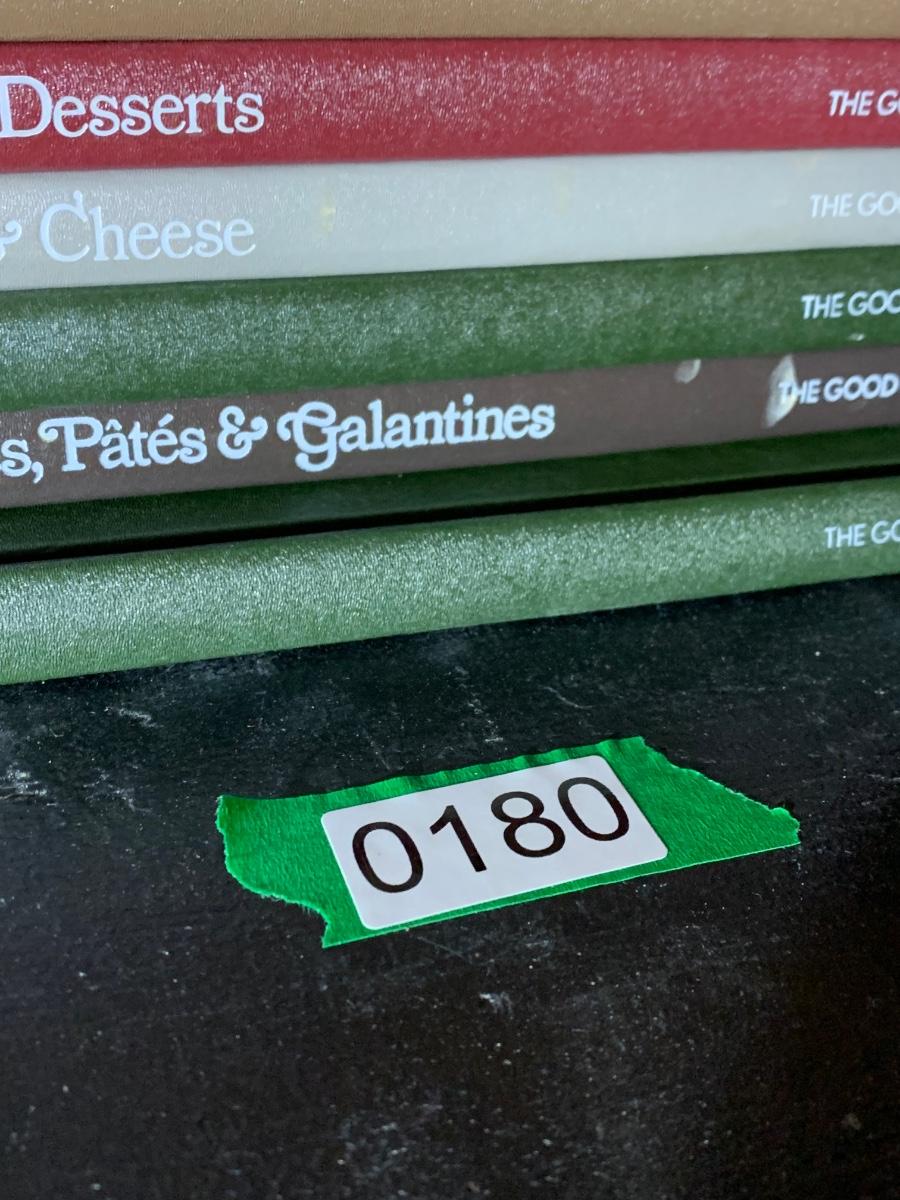 Desserts THE G
& Cheese THE GO
THE GOO
s, Pâtés & Galantines THE GOOD
THE GO
0180